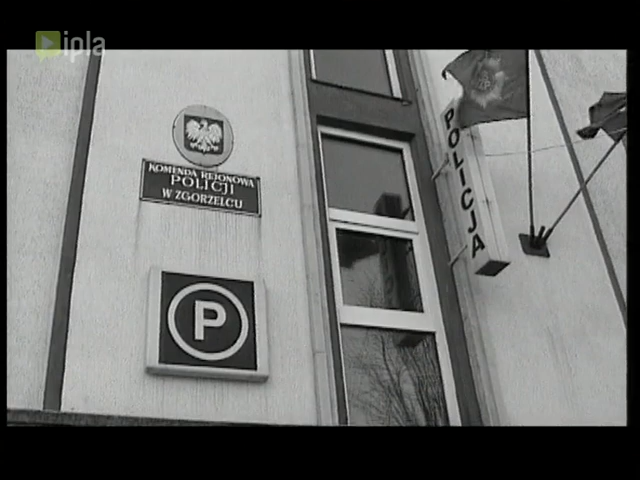 ipla
KOMENDA REJONOWA
POLICJI
W ZGORZELCU
POLICJA
P